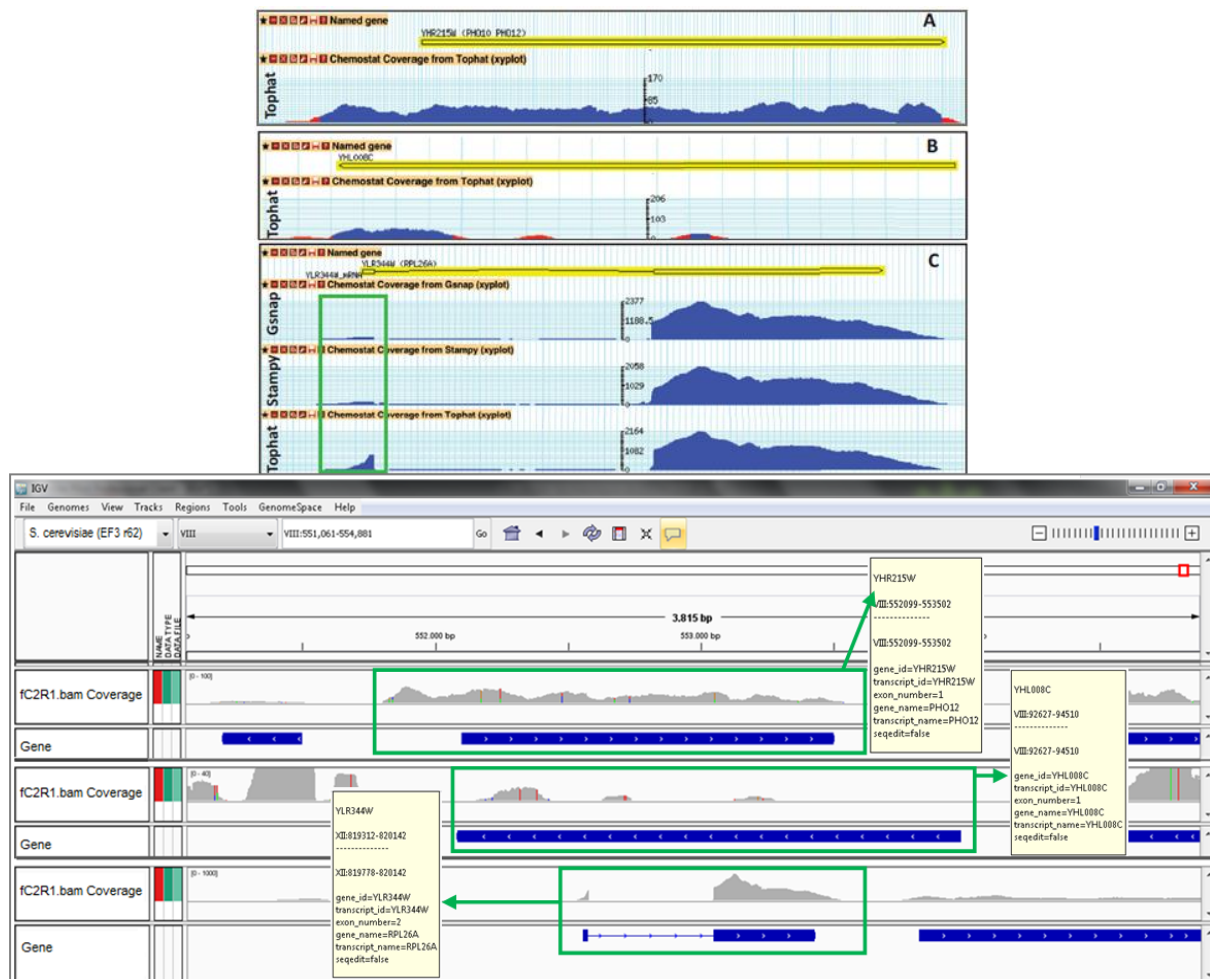 Named gene
A
YHR215W (PHO10 PHO12)
Chemostat Coverage from Tophat (xyplot)
Tophat
170
85
0
Named gene
B
YHL008C
Chemostat Coverage from Tophat (xyplot)
Tophat
206
103
0
Named gene
C
YLR344W (RPL26A)
YLR344W_mRNA
Chemostat Coverage from Gsnap (xyplot)
Gsnap
2377
1188.5
0
Chemostat Coverage from Stampy (xyplot)
Stampy
2058
1029
0
Chemostat Coverage from Tophat (xyplot)
Tophat
2164
1082
0
IGV
File Genomes View Tracks Regions Tools GenomeSpace Help
S. cerevisiae (EF3 r62) VIII VIII:551,061-554,881 Go
NAME
DATA TYPE
DATA FILE
3.815 bp
552.000 bp 553.000 bp
YHR215W
VIII:552099-553502
--------------
VIII:552099-553502
gene_id=YHR215W
transcript_id=YHR215W
exon_number=1
gene_name=PHO12
transcript_name=PHO12
seqedit=false
fC2R1.bam Coverage
[0 - 100]
Gene
YHL008C
VIII:92627-94510
--------------
VIII:92627-94510
gene_id=YHL008C
transcript_id=YHL008C
exon_number=1
gene_name=YHL008C
transcript_name=YHL008C
seqedit=false
fC2R1.bam Coverage
[0 - 40]
Gene
YLR344W
XII:819312-820142
--------------
XII:819778-820142
gene_id=YLR344W
transcript_id=YLR344W
exon_number=2
gene_name=RPL26A
transcript_name=RPL26A
seqedit=false
fC2R1.bam Coverage
[0 - 1000]
Gene